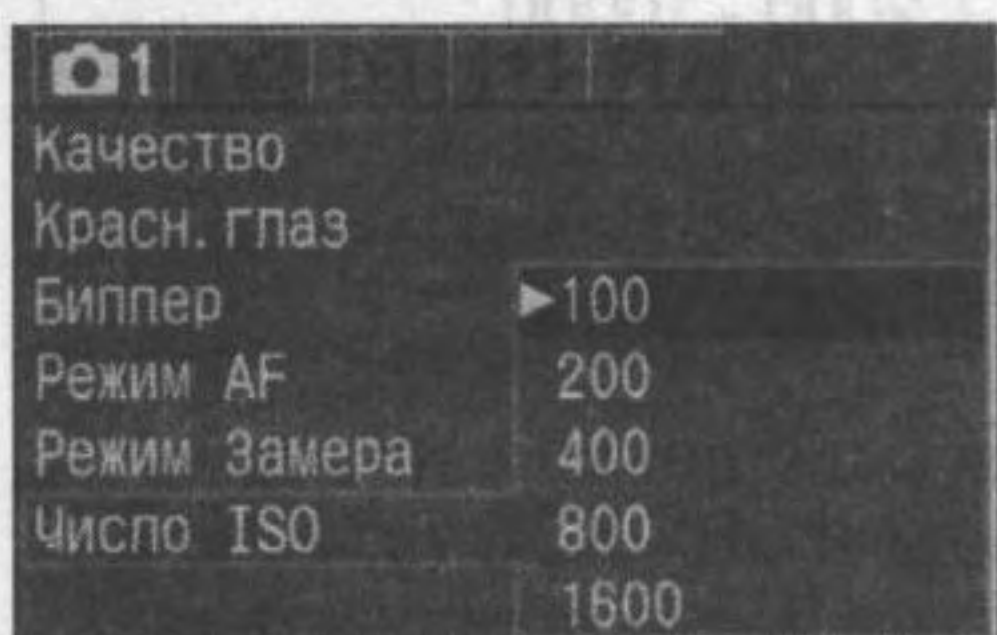 1
Качество
Красн.глаз
Биппер ▶100
Режим AF 200
Режим Замера 400
Число ISO 800
1600